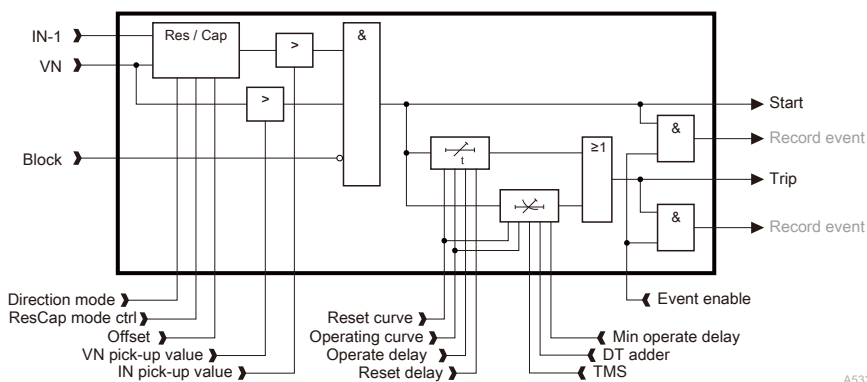 IN-1
VN
Block
Res / Cap
>
>
&
t
≥1
&
&
Start
Record event
Trip
Record event
Direction mode
ResCap mode ctrl
Offset
VN pick-up value
IN pick-up value
Reset curve
Operating curve
Operate delay
Reset delay
Event enable
Min operate delay
DT adder
TMS